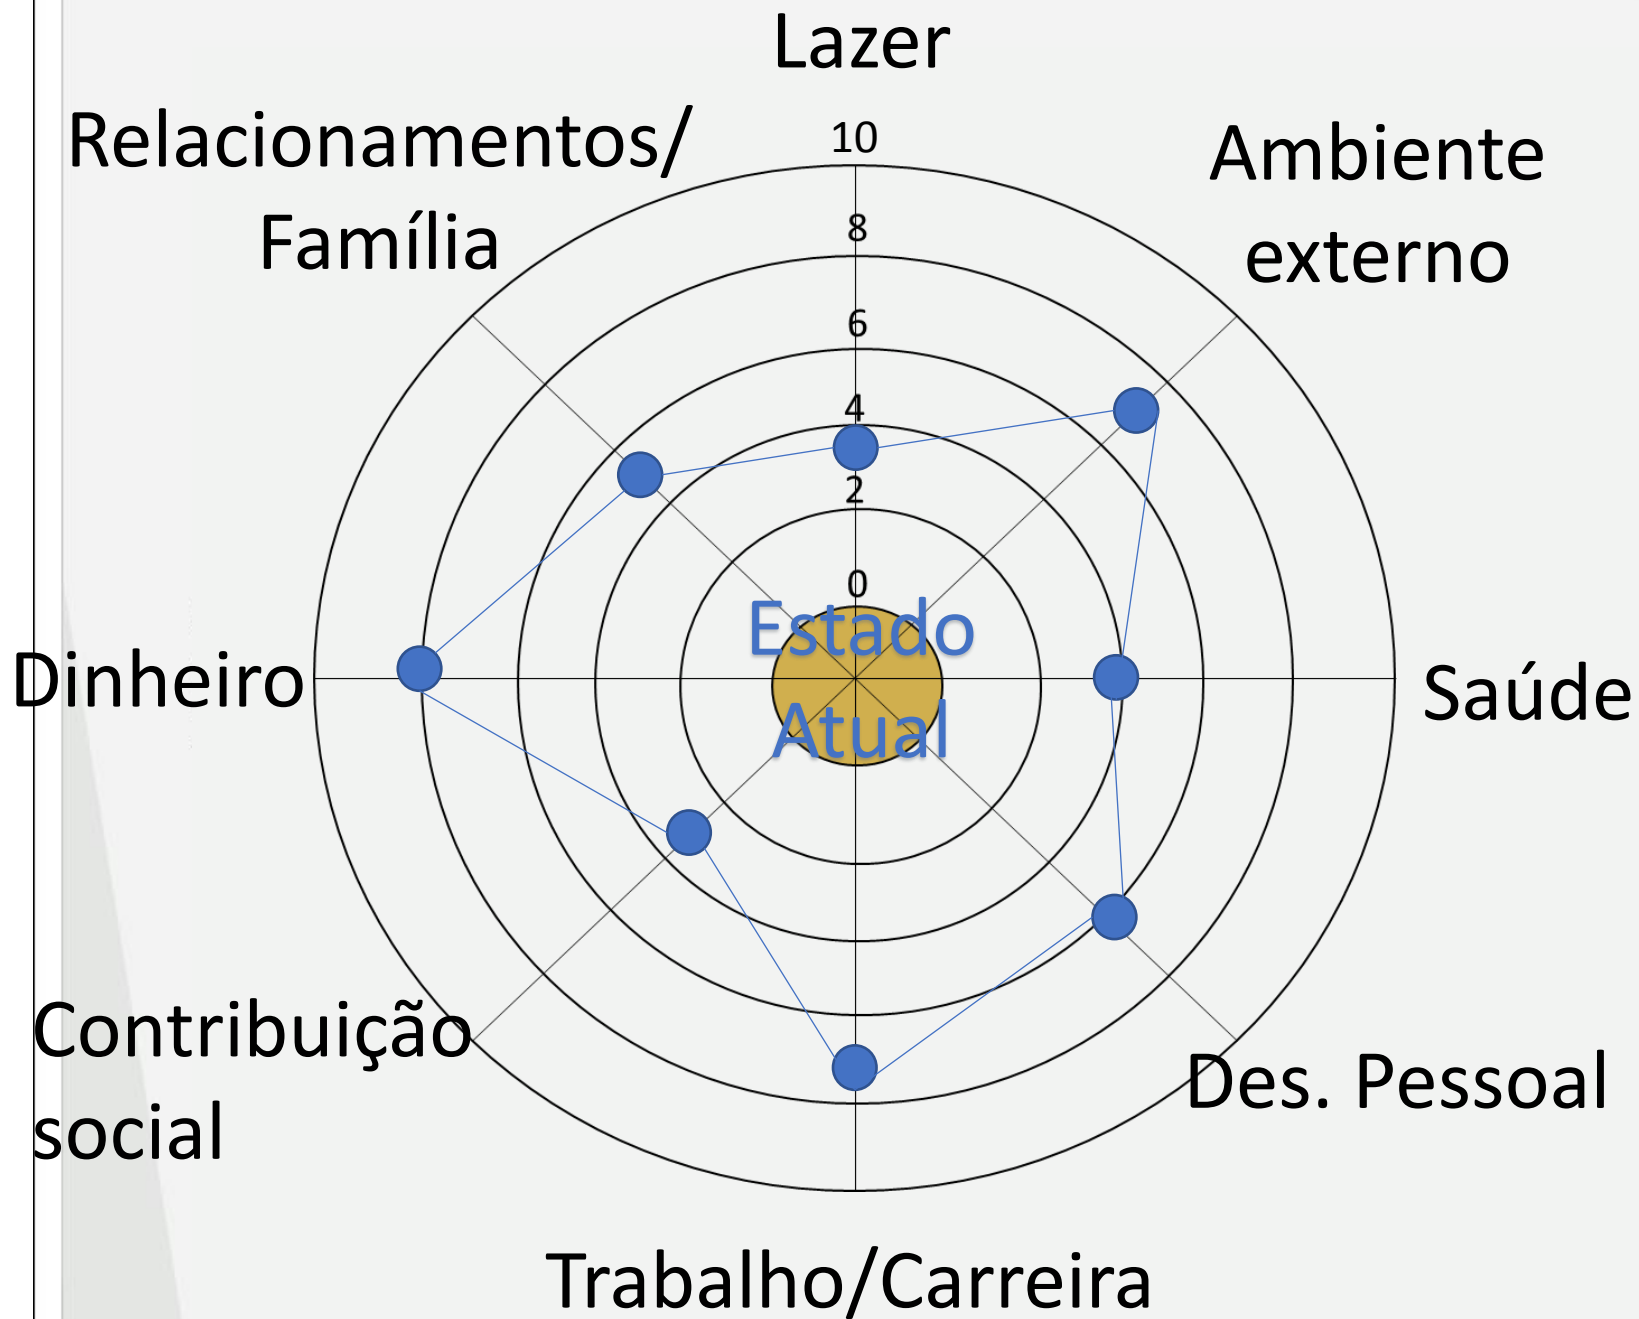 Lazer
Relacionamentos/
Família
10
Ambiente
externo
8
6
4
2
0
Estado
Atual
Dinheiro
Saúde
Contribuição
social
Des. Pessoal
Trabalho/Carreira